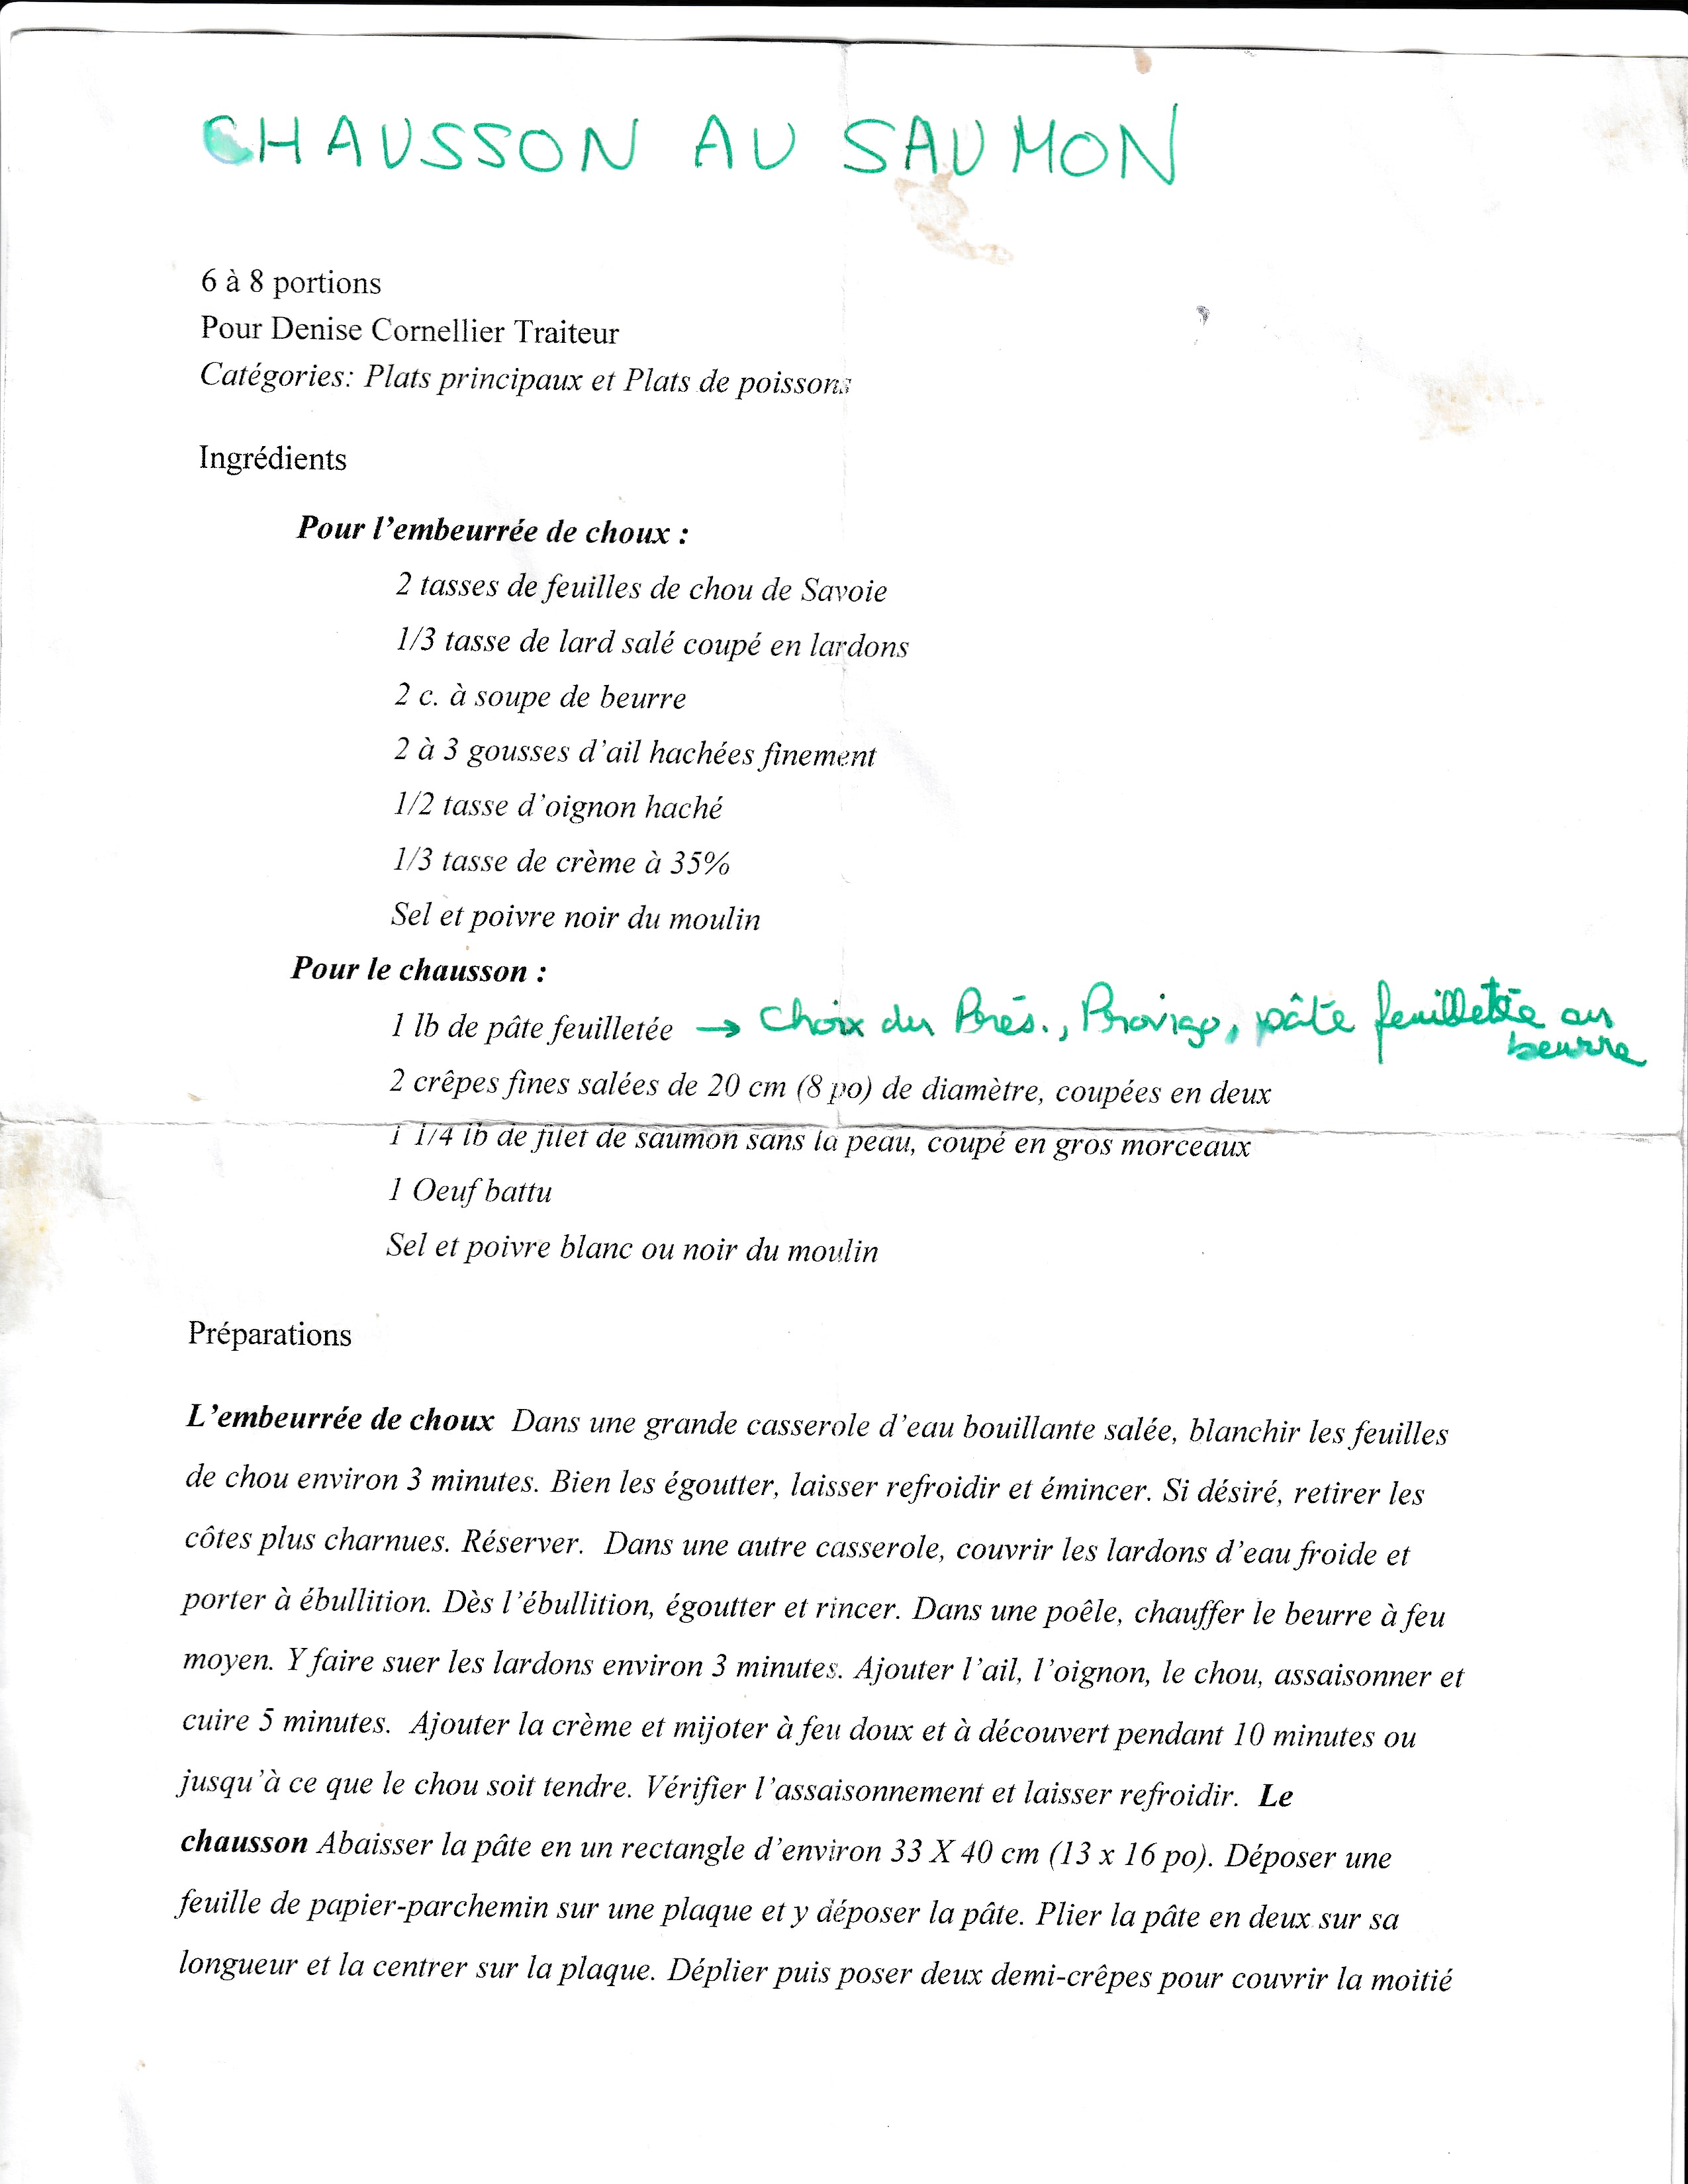 CHAUSSON AU SAUMON
6 à 8 portions
Pour Denise Cornellier Traiteur
Catégories: Plats principaux et Plats de poissons
Ingrédients
Pour l'embeurrée de choux :
2 tasses de feuilles de chou de Savoie
1/3 tasse de lard salé coupé en lardons
2 c. à soupe de beurre
2 à 3 gousses d'ail hachées finement
1/2 tasse d'oignon haché
1/3 tasse de crème à 35%
Sel et poivre noir du moulin
Pour le chausson :
1 lb de pâte feuilletée → Choix du Prés., Provigo, pâte feuilletée au
beurre
2 crêpes fines salées de 20 cm (8 po) de diamètre, coupées en deux
1 1/4 lb de filet de saumon sans la peau, coupé en gros morceaux
1 Oeuf battu
Sel et poivre blanc ou noir du moulin
Préparations
L'embeurrée de choux Dans une grande casserole d'eau bouillante salée, blanchir les feuilles
de chou environ 3 minutes. Bien les égoutter, laisser refroidir et émincer. Si désiré, retirer les
côtes plus charnues. Réserver. Dans une autre casserole, couvrir les lardons d'eau froide et
porter à ébullition. Dès l'ébullition, égoutter et rincer. Dans une poêle, chauffer le beurre à feu
moyen. Y faire suer les lardons environ 3 minutes. Ajouter l'ail, l'oignon, le chou, assaisonner et
cuire 5 minutes. Ajouter la crème et mijoter à feu doux et à découvert pendant 10 minutes ou
jusqu'à ce que le chou soit tendre. Vérifier l'assaisonnement et laisser refroidir. Le
chausson Abaisser la pâte en un rectangle d'environ 33 X 40 cm (13 x 16 po). Déposer une
feuille de papier-parchemin sur une plaque et y déposer la pâte. Plier la pâte en deux sur sa
longueur et la centrer sur la plaque. Déplier puis poser deux demi-crêpes pour couvrir la moitié